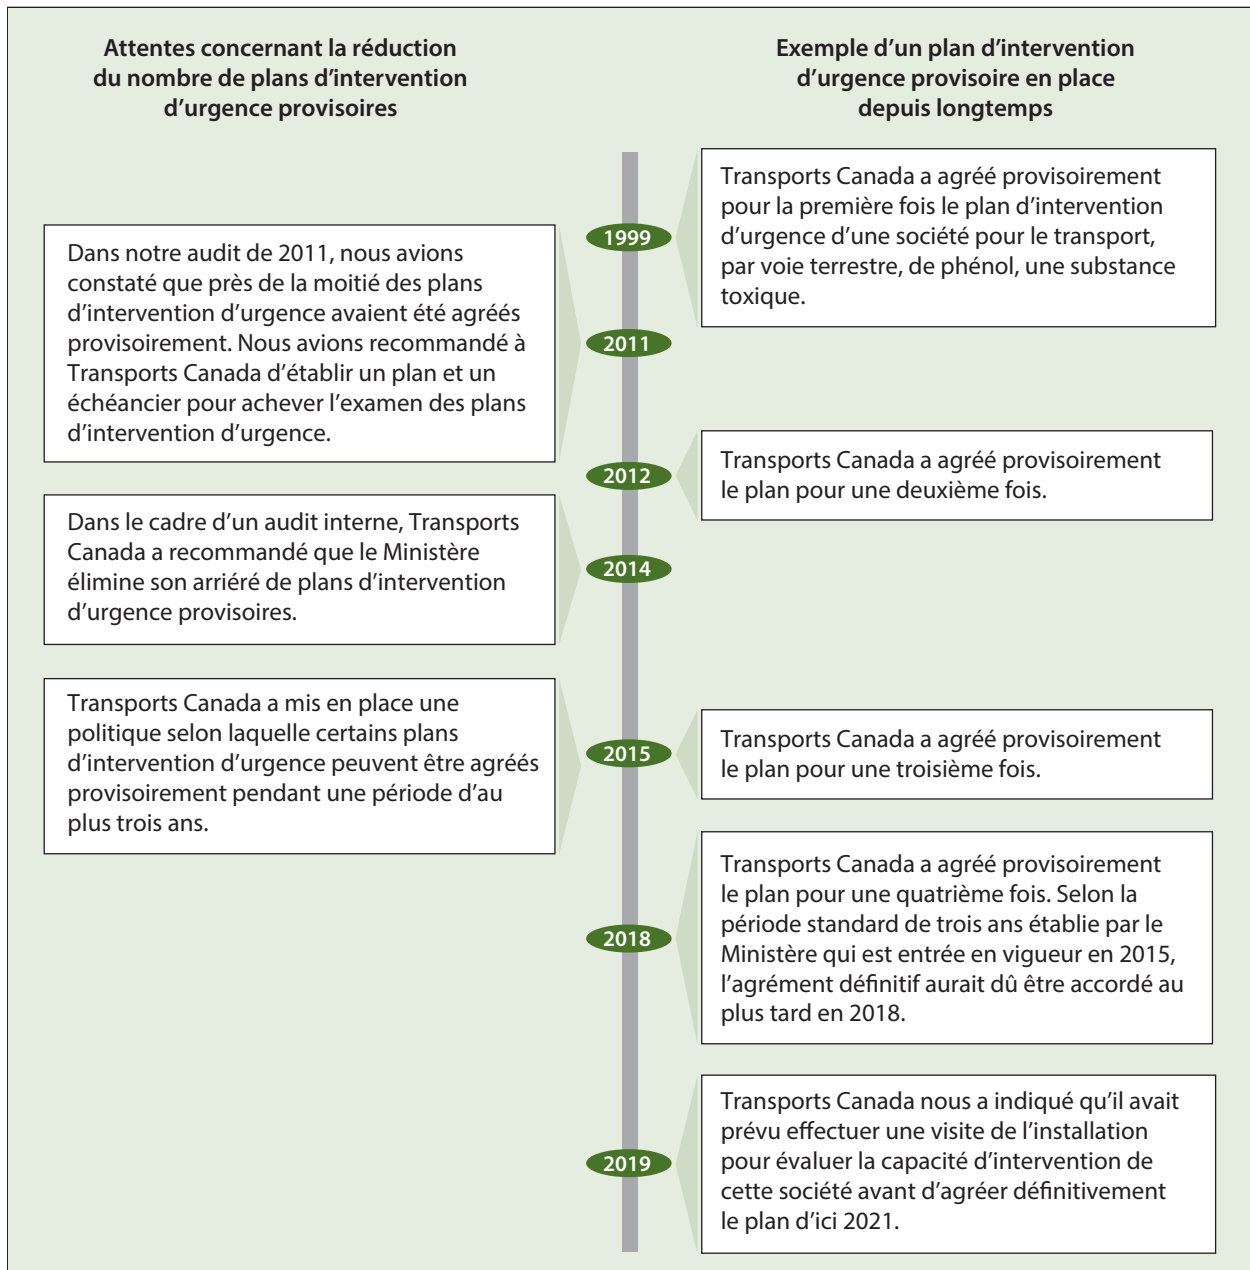 Attentes concernant la réduction
du nombre de plans d’intervention
d’urgence provisoires
Exemple d’un plan d’intervention
d’urgence provisoire en place
depuis longtemps
1999
Transports Canada a agréé provisoirement
pour la première fois le plan d’intervention
d’urgence d’une société pour le transport,
par voie terrestre, de phénol, une substance
toxique.
Dans notre audit de 2011, nous avions
constaté que près de la moitié des plans
d’intervention d’urgence avaient été agréés
provisoirement. Nous avions recommandé à
Transports Canada d’établir un plan et un
échéancier pour achever l’examen des plans
d’intervention d’urgence.
2011
2012
Transports Canada a agréé provisoirement
le plan pour une deuxième fois.
Dans le cadre d’un audit interne, Transports
Canada a recommandé que le Ministère
élimine son arriéré de plans d’intervention
d’urgence provisoires.
2014
Transports Canada a mis en place une
politique selon laquelle certains plans
d’intervention d’urgence peuvent être agréés
provisoirement pendant une période d’au
plus trois ans.
2015
Transports Canada a agréé provisoirement
le plan pour une troisième fois.
2018
Transports Canada a agréé provisoirement
le plan pour une quatrième fois. Selon la
période standard de trois ans établie par le
Ministère qui est entrée en vigueur en 2015,
l’agrément définitif aurait dû être accordé au
plus tard en 2018.
2019
Transports Canada nous a indiqué qu’il avait
prévu effectuer une visite de l’installation
pour évaluer la capacité d’intervention de
cette société avant d’agréer définitivement
le plan d’ici 2021.